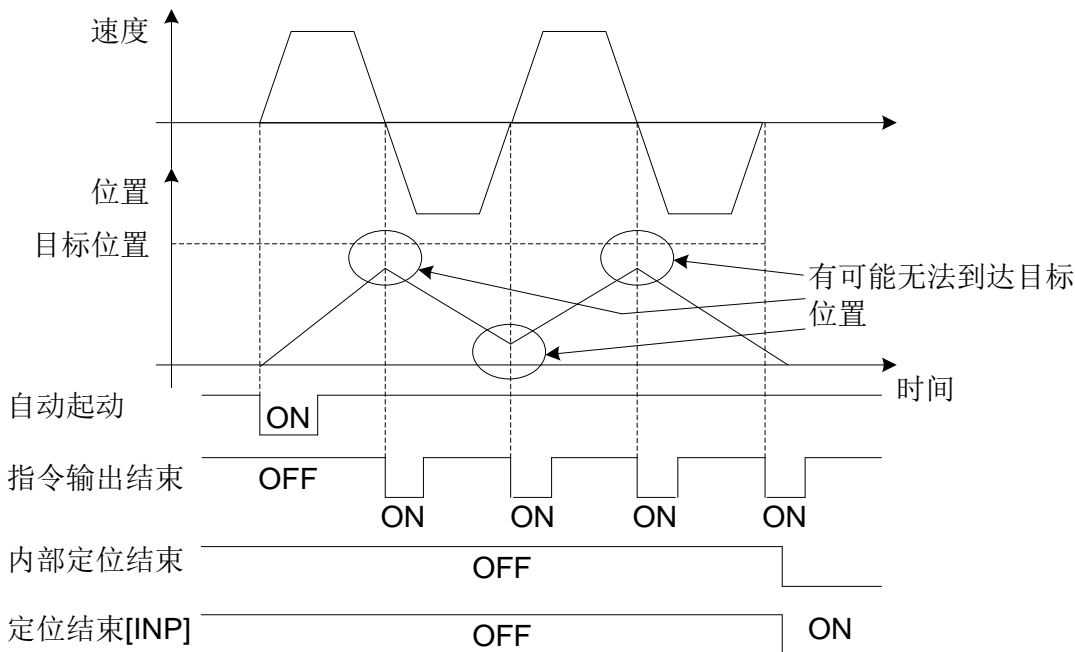 速度
位置
目标位置
有可能无法到达目标
位置
时间
自动起动
ON
指令输出结束
OFF
ON
ON
ON
ON
内部定位结束
OFF
定位结束[INP]
OFF
ON